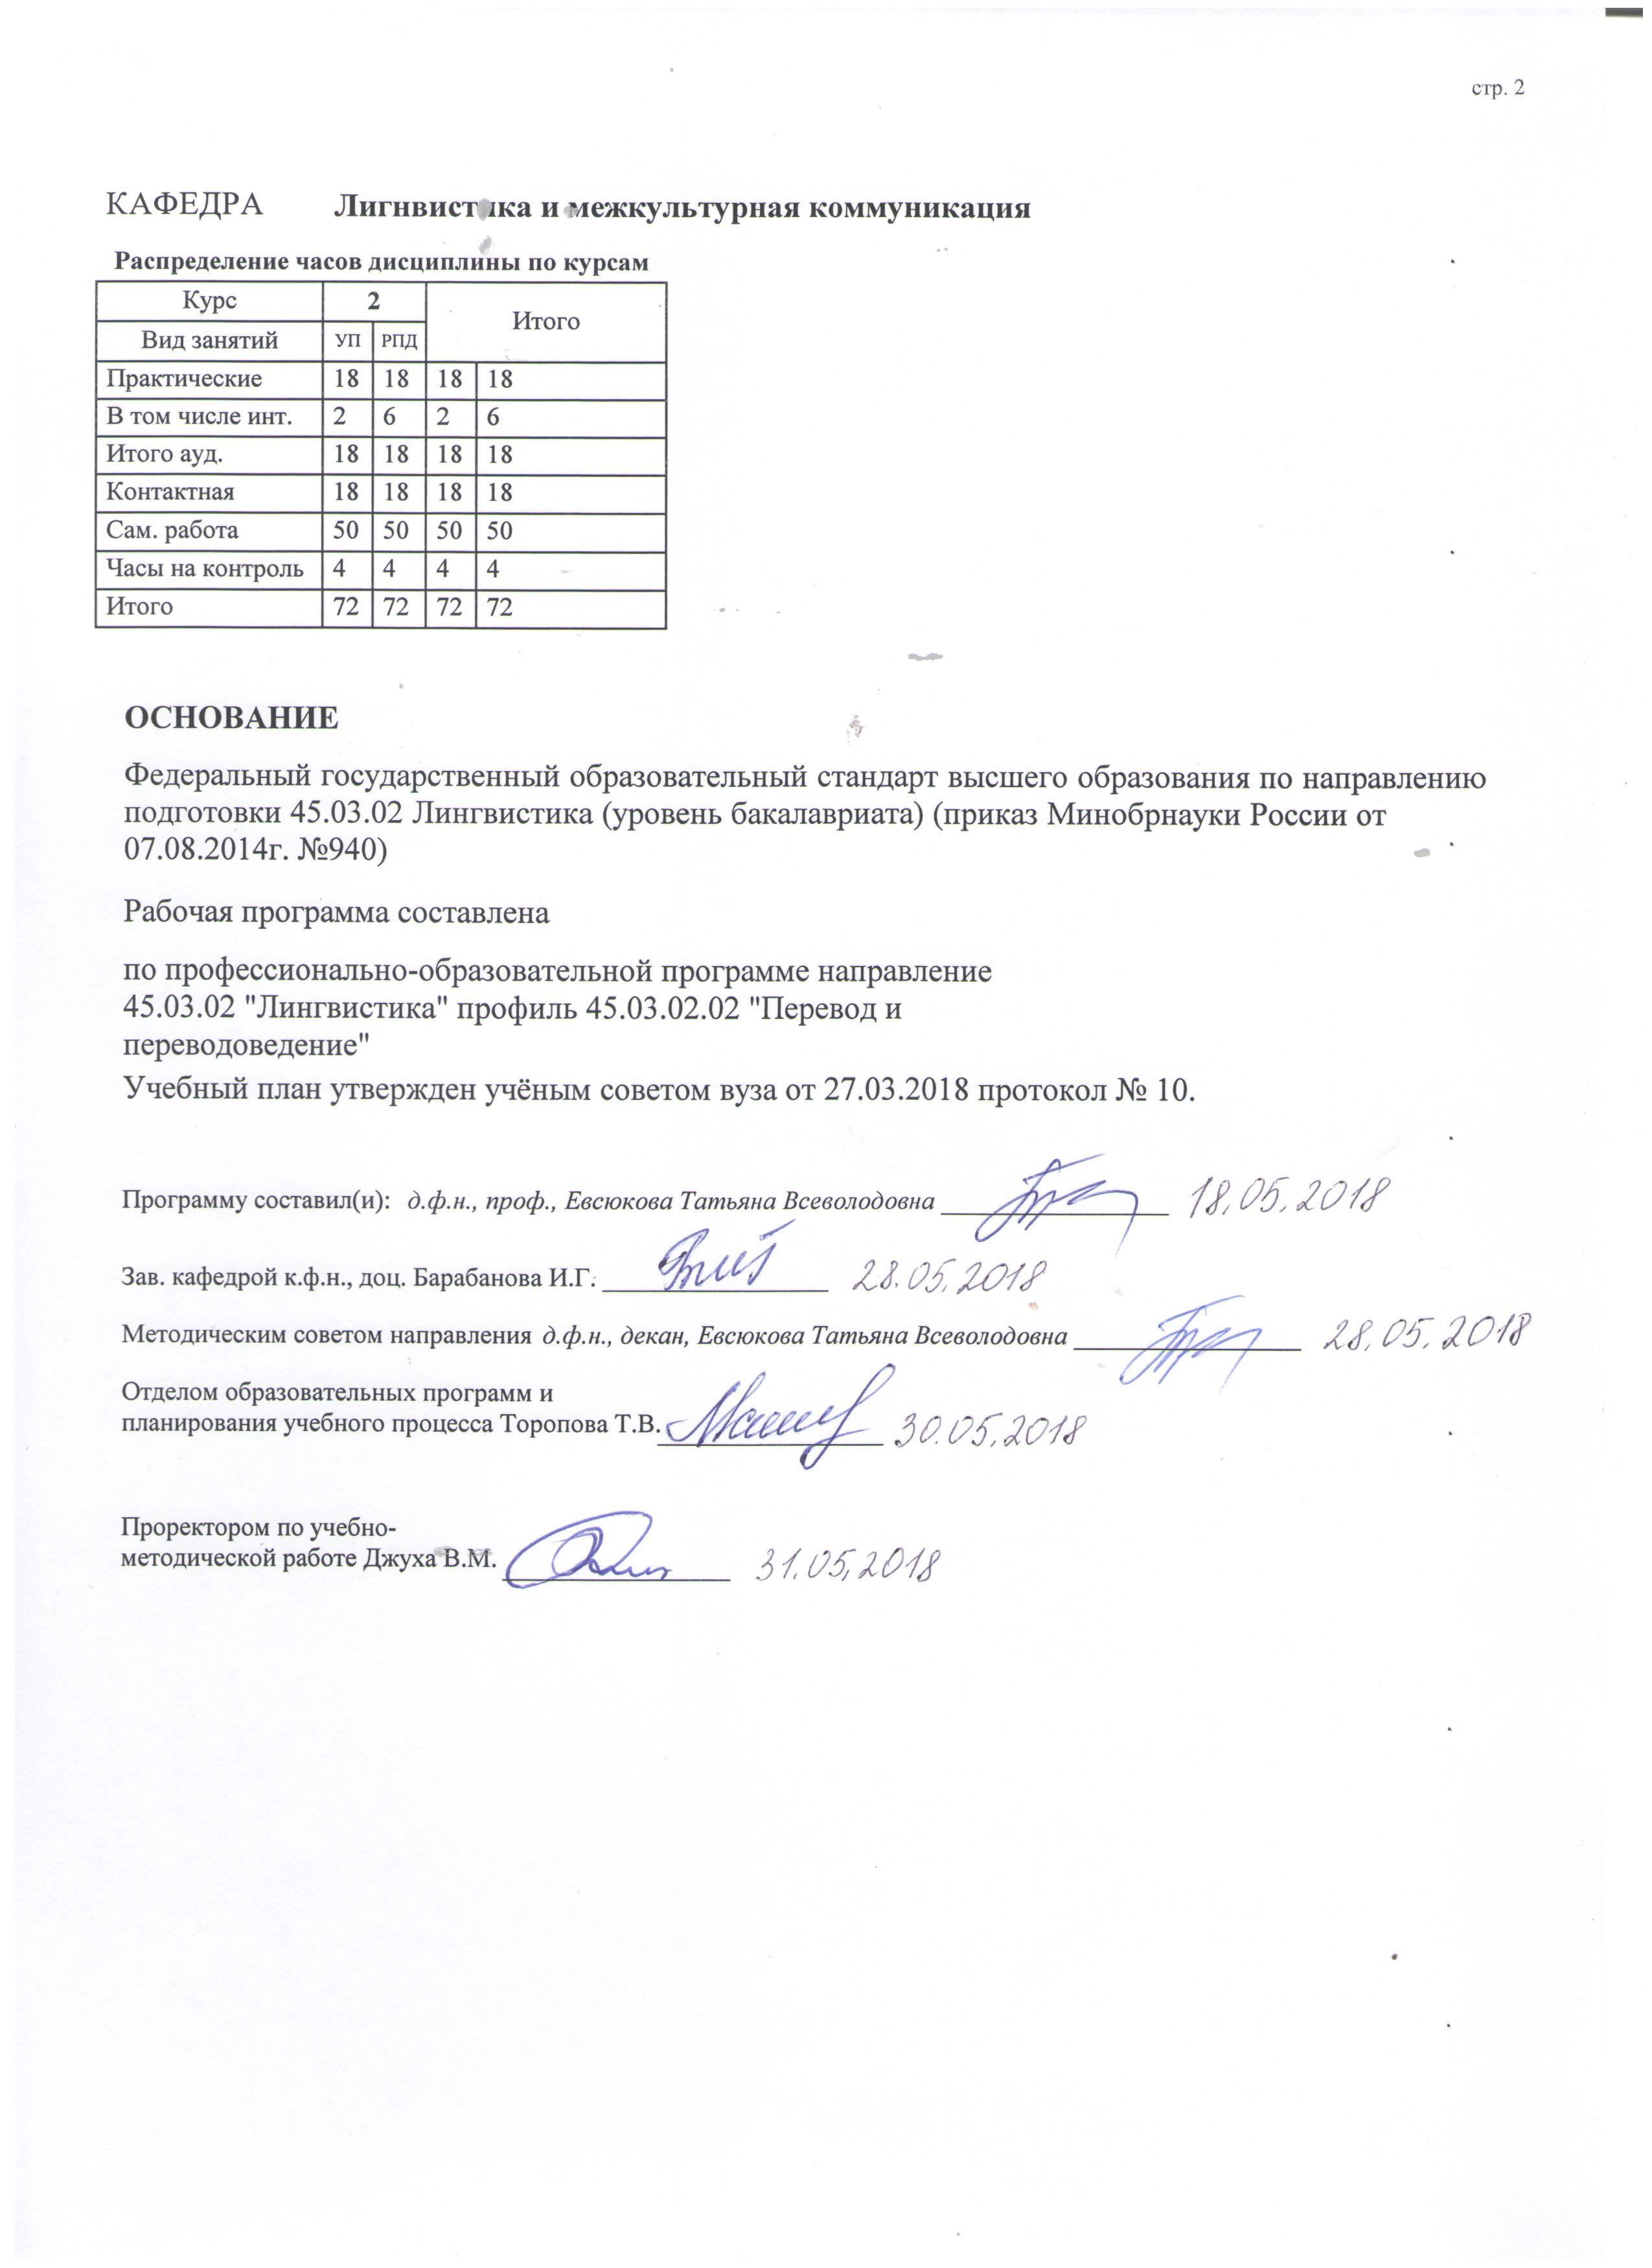 стр. 2
КАФЕДРА Лигнвистика и межкультурная коммуникация
Распределение часов дисциплины по курсам
Курс 2 Итого
Вид занятий УП РПД
Практические 18 18 18 18
В том числе инт. 2 6 2 6
Итого ауд. 18 18 18 18
Контактная 18 18 18 18
Сам. работа 50 50 50 50
Часы на контроль 4 4 4 4
Итого 72 72 72 72
ОСНОВАНИЕ
Федеральный государственный образовательный стандарт высшего образования по направлению
подготовки 45.03.02 Лингвистика (уровень бакалавриата) (приказ Минобрнауки России от
07.08.2014г. №940)
Рабочая программа составлена
по профессионально-образовательной программе направление
45.03.02 "Лингвистика" профиль 45.03.02.02 "Перевод и
переводоведение"
Учебный план утвержден учёным советом вуза от 27.03.2018 протокол № 10.
Программу составил(и): д.ф.н., проф., Евсюкова Татьяна Всеволодовна 18.05.2018
Зав. кафедрой к.ф.н., доц. Барабанова И.Г. 28.05.2018
Методическим советом направления д.ф.н., декан, Евсюкова Татьяна Всеволодовна 28.05.2018
Отделом образовательных программ и
планирования учебного процесса Торопова Т.В. 30.05.2018
Проректором по учебно-
методической работе Джуха В.М. 31.05.2018